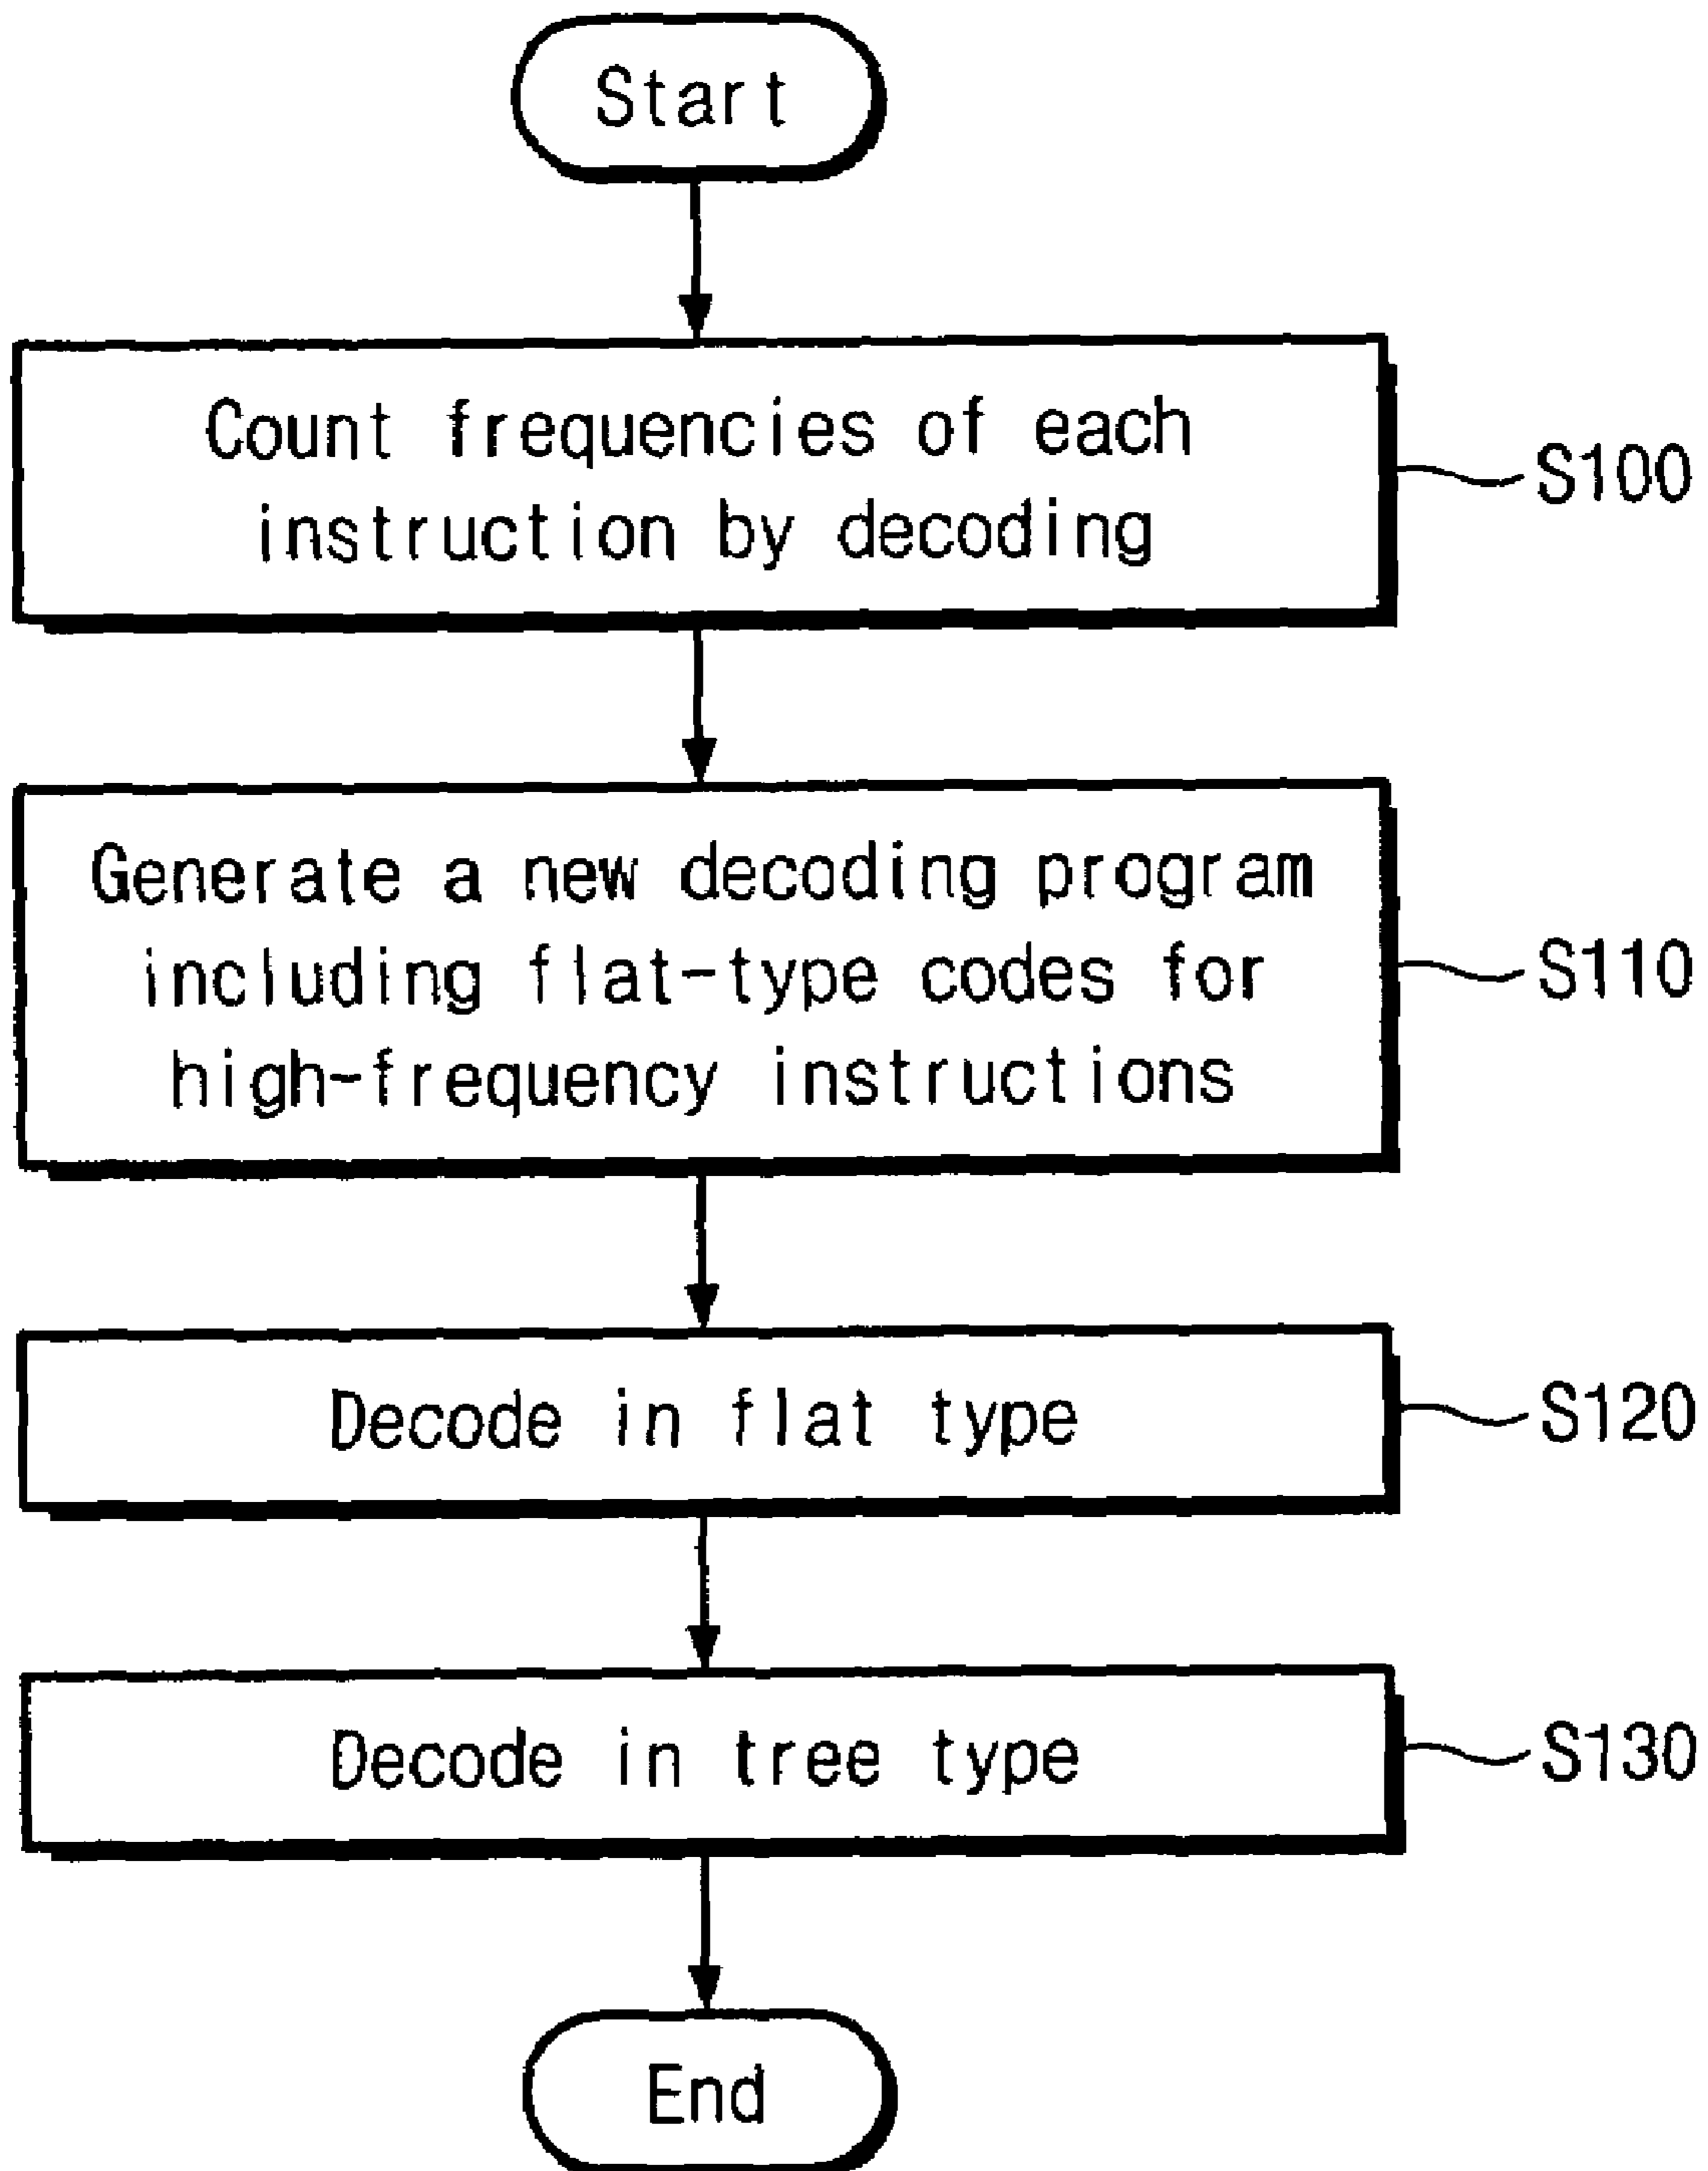 Start
Count frequencies of each
instruction by decoding
S100
Generate a new decoding program
including flat-type codes for
high-frequency instructions
S110
Decode in flat type
S120
Decode in tree type
S130
End